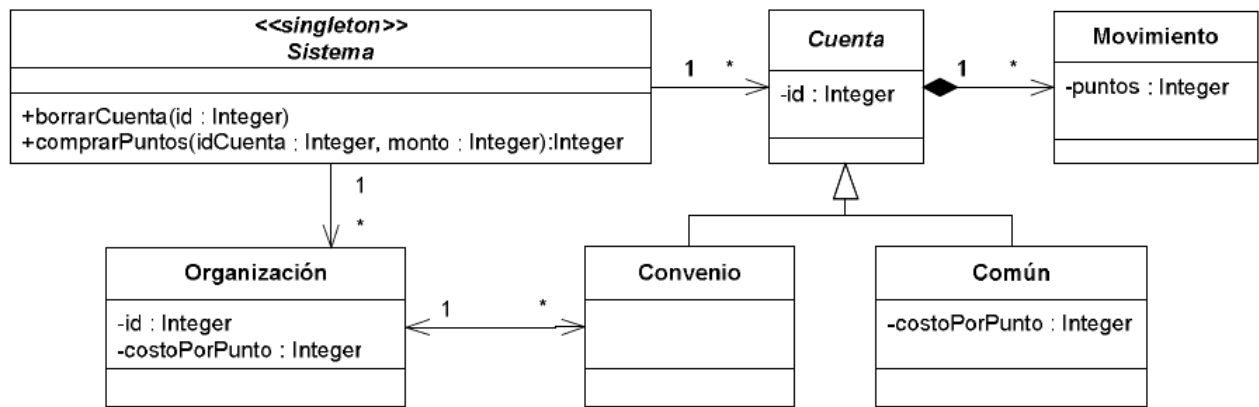 <<singleton>>
Sistema
+borrarCuenta(id : Integer)
+comprarPuntos(idCuenta : Integer, monto : Integer):Integer
1 *
Cuenta
-id : Integer
1 *
Movimiento
-puntos : Integer
1
*
Organización
-id : Integer
-costoPorPunto : Integer
1 *
Convenio
Común
-costoPorPunto : Integer